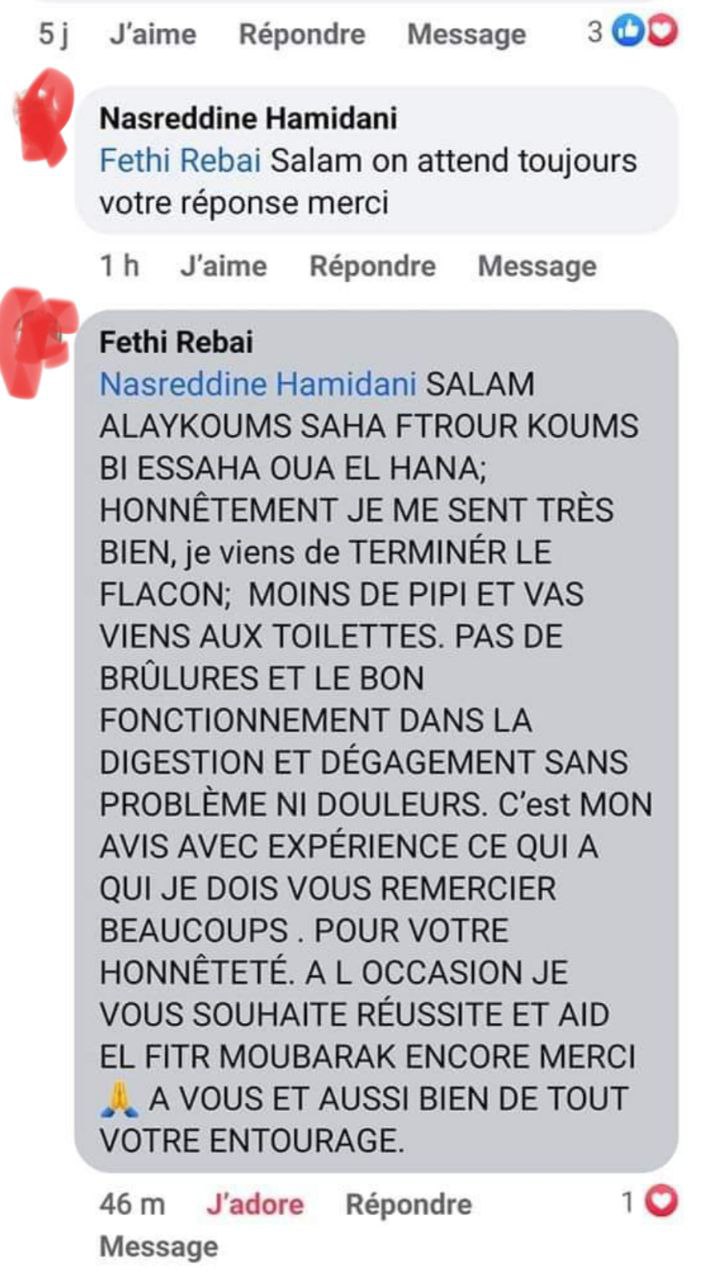 5 j J'aime Répondre Message 3
Nasreddine Hamidani
Fethi Rebai Salam on attend toujours
votre réponse merci
1 h J'aime Répondre Message
Fethi Rebai
Nasreddine Hamidani SALAM
ALAYKOUMS SAHA FTROUR KOUMS
BI ESSAHA OUA EL HANA;
HONNÊTEMENT JE ME SENT TRÈS
BIEN, je viens de TERMINÉR LE
FLACON; MOINS DE PIPI ET VAS
VIENS AUX TOILETTES. PAS DE
BRÛLURES ET LE BON
FONCTIONNEMENT DANS LA
DIGESTION ET DÉGAGEMENT SANS
PROBLÈME NI DOULEURS. C'est MON
AVIS AVEC EXPÉRIENCE CE QUI A
QUI JE DOIS VOUS REMERCIER
BEAUCOUPS . POUR VOTRE
HONNÊTETÉ. A L OCCASION JE
VOUS SOUHAITE RÉUSSITE ET AID
EL FITR MOUBARAK ENCORE MERCI
🙏 A VOUS ET AUSSI BIEN DE TOUT
VOTRE ENTOURAGE.
46 m J'adore Répondre 1
Message